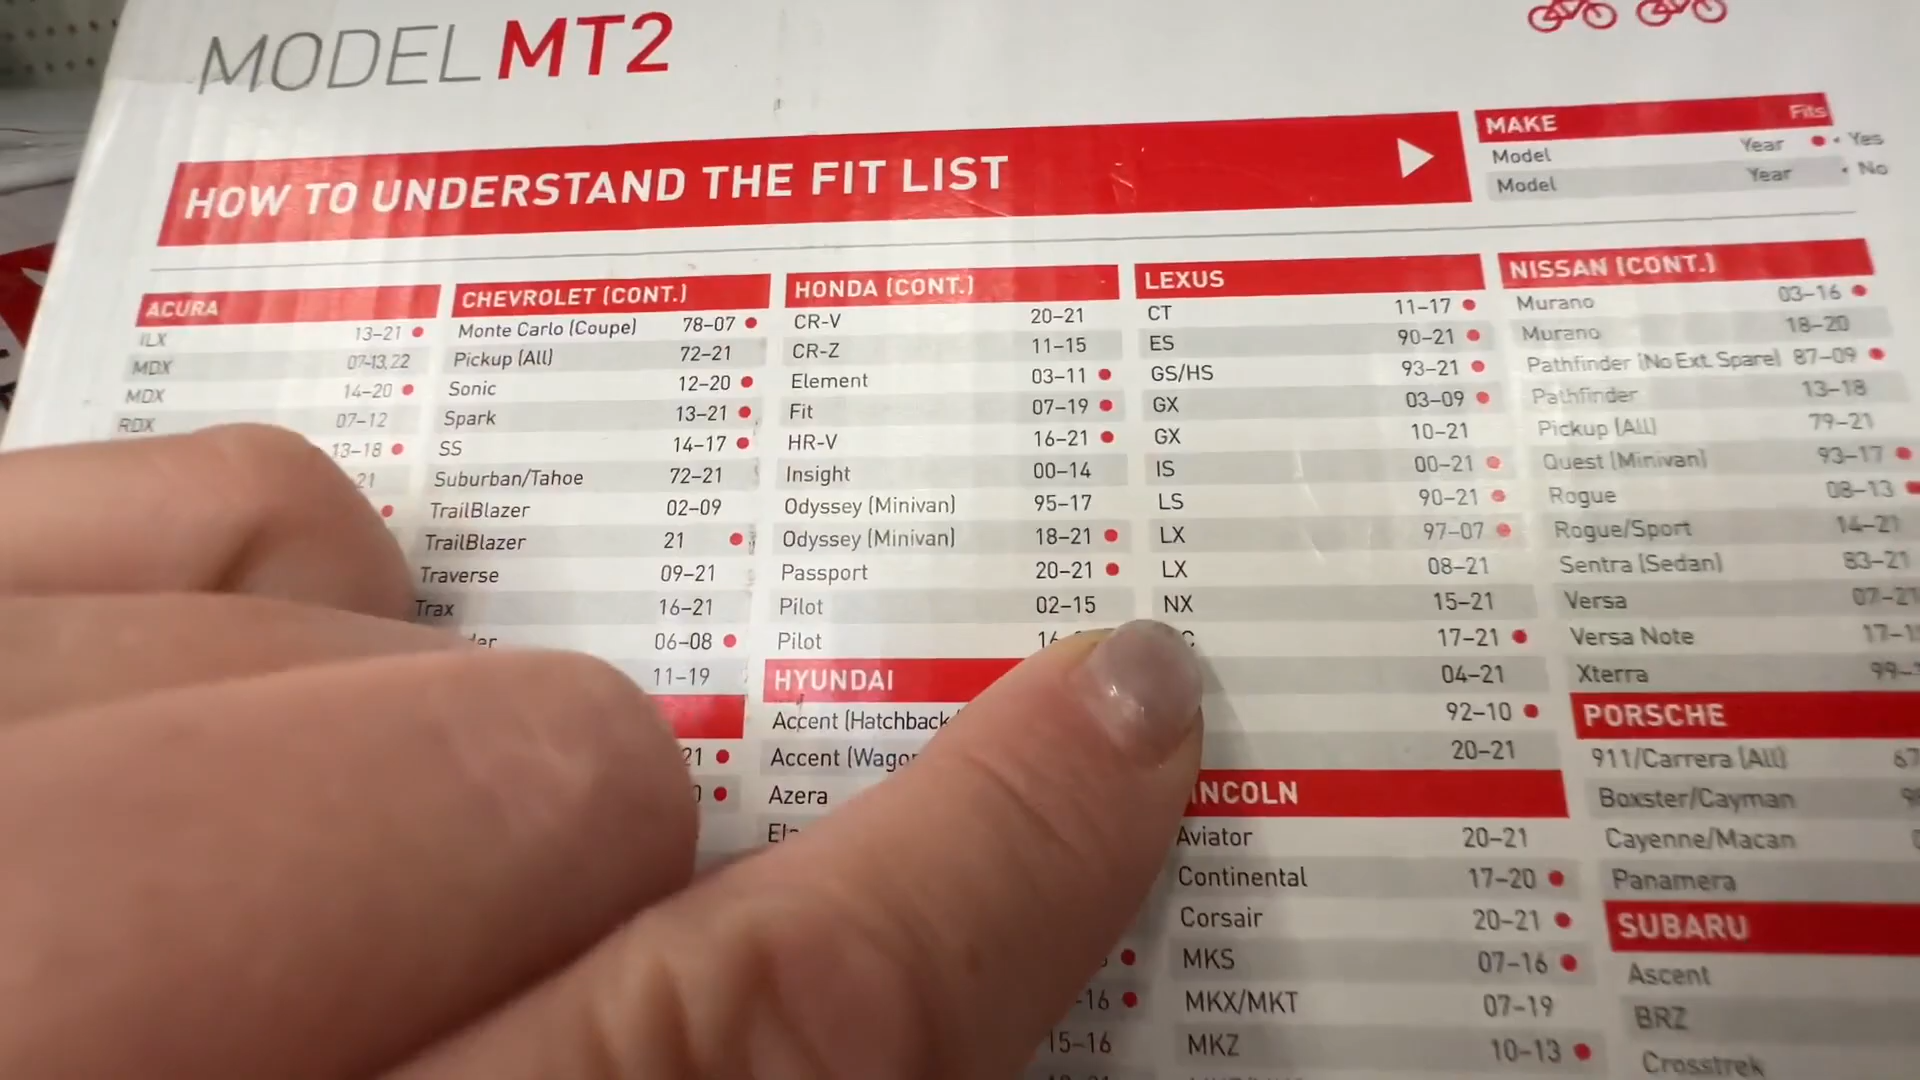 MODEL MT2
HOW TO UNDERSTAND THE FIT LIST
MAKE Fits
Model Year • Yes
Model Year • No
ACURA
ILX 13-21
MDX 07-13,22
MDX 14-20
RDX 07-12
13-18
21
CHEVROLET (CONT.)
Monte Carlo (Coupe) 78-07
Pickup (All) 72-21
Sonic 12-20
Spark 13-21
SS 14-17
Suburban/Tahoe 72-21
TrailBlazer 02-09
TrailBlazer 21
Traverse 09-21
Trax 16-21
06-08
11-19
21
HONDA (CONT.)
CR-V 20-21
CR-Z 11-15
Element 03-11
Fit 07-19
HR-V 16-21
Insight 00-14
Odyssey (Minivan) 95-17
Odyssey (Minivan) 18-21
Passport 20-21
Pilot 02-15
Pilot
HYUNDAI
Accent (Hatchback
Accent
Azera
-16
15-16
LEXUS
CT 11-17
ES 90-21
GS/HS 93-21
GX 03-09
GX 10-21
IS 00-21
LS 90-21
LX 97-07
LX 08-21
NX 15-21
17-21
04-21
92-10
20-21
LINCOLN
Aviator 20-21
Continental 17-20
Corsair 20-21
MKS 07-16
MKX/MKT 07-19
MKZ 10-13
NISSAN (CONT.)
Murano 03-16
Murano 18-20
Pathfinder (No Ext. Spare) 87-09
Pathfinder 13-18
Pickup (All) 79-21
Quest (Minivan) 93-17
Rogue 08-13
Rogue/Sport 14-21
Sentra (Sedan) 83-21
Versa 07-21
Versa Note
Xterra
PORSCHE
911/Carrera (All)
Boxster/Cayman
Cayenne/Macan
Panamera
SUBARU
Ascent
BRZ
Crosstrek